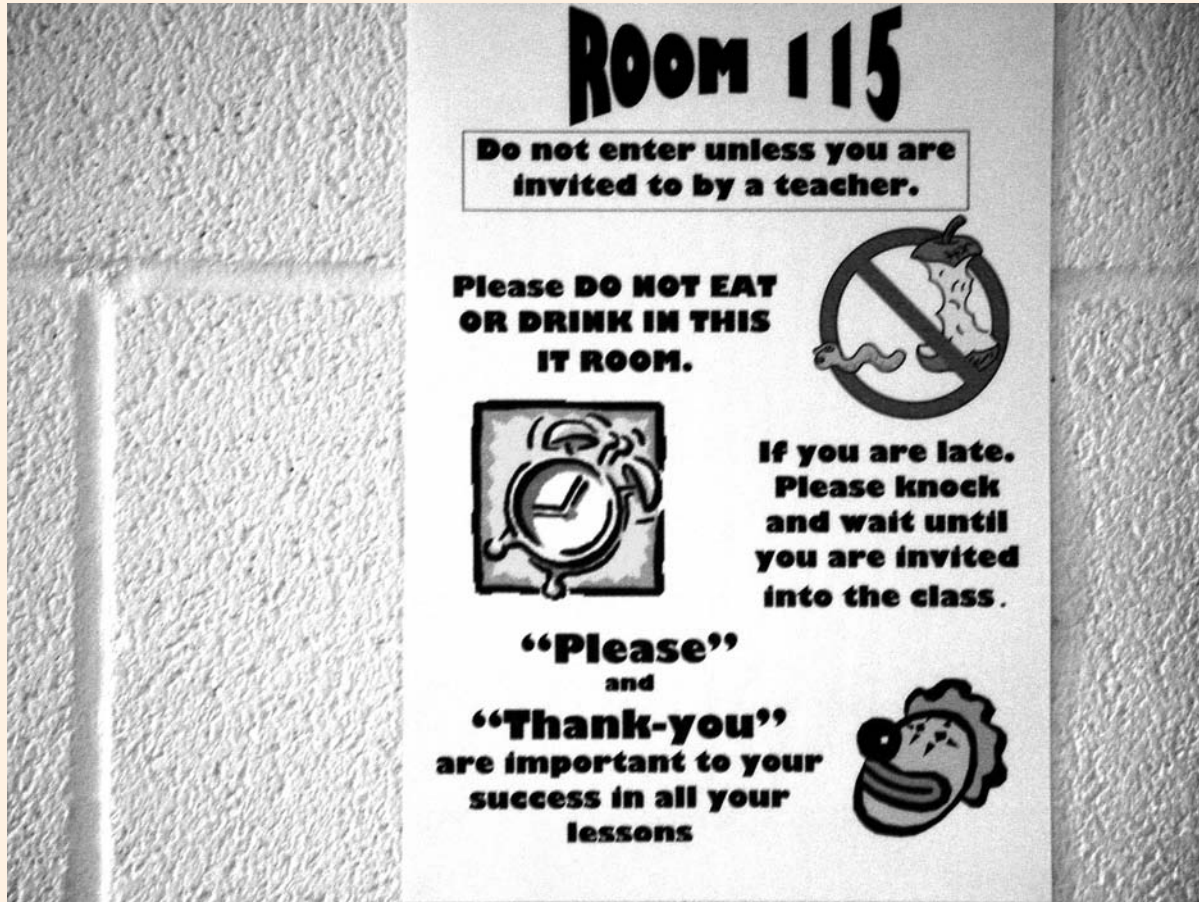 ROOM 115
Do not enter unless you are
invited to by a teacher.
Please DO NOT EAT
OR DRINK IN THIS
IT ROOM.
If you are late.
Please knock
and wait until
you are invited
into the class.
“Please”
and
“Thank-you”
are important to your
success in all your
lessons